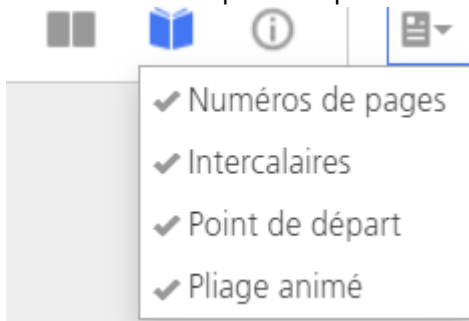 Numéros de pages
Intercalaires
Point de départ
Pliage animé